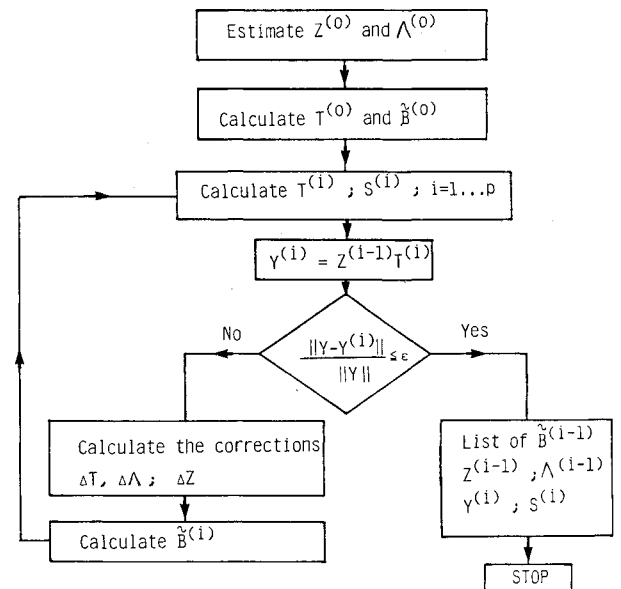 Estimate Z^(0) and Λ^(0)
Calculate T^(0) and B̃^(0)
Calculate T^(i) ; S^(i) ; i=1...p
Y^(i) = Z^(i-1)T^(i)
No
||Y-Y^(i)||
||Y||
≤ε
Yes
Calculate the corrections
ΔT, ΔΛ; ΔZ
Calculate B̃^(i)
List of B̃^(i-1)
Z^(i-1) ;Λ^(i-1)
Y^(i) ; S^(i)
STOP